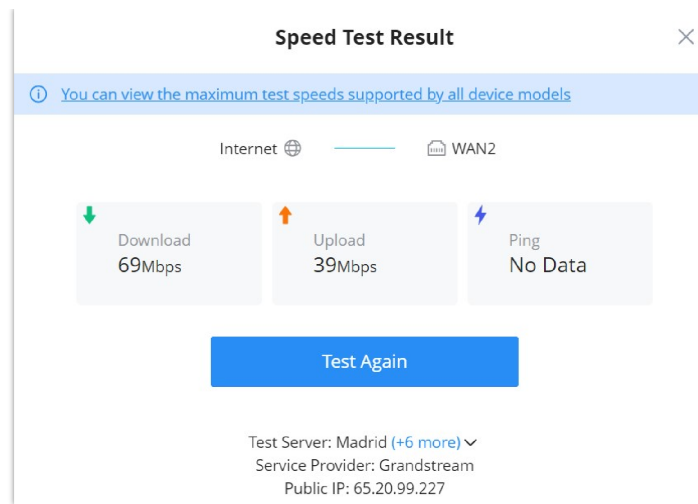 Speed Test Result
You can view the maximum test speeds supported by all device models
Internet WAN2
Download
69Mbps
Upload
39Mbps
Ping
No Data
Test Again
Test Server: Madrid (+6 more)
Service Provider: Grandstream
Public IP: 65.20.99.227